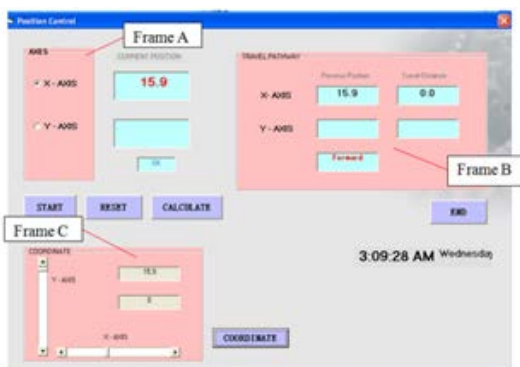 Position Control
Frame A
AXES
CURRENT POSITION
TRAVEL PATHWAY
X - AXIS
15.9
Previous Position
Travel Distance
X- AXIS
15.9
0.0
Y - AXIS
Y - AXIS
Forward
Frame B
START
RESET
CALCULATE
END
Frame C
COORDINATE
3:09:28 AM Wednesday
Y - AXIS
15.9
0
X - AXIS
COORDINATE